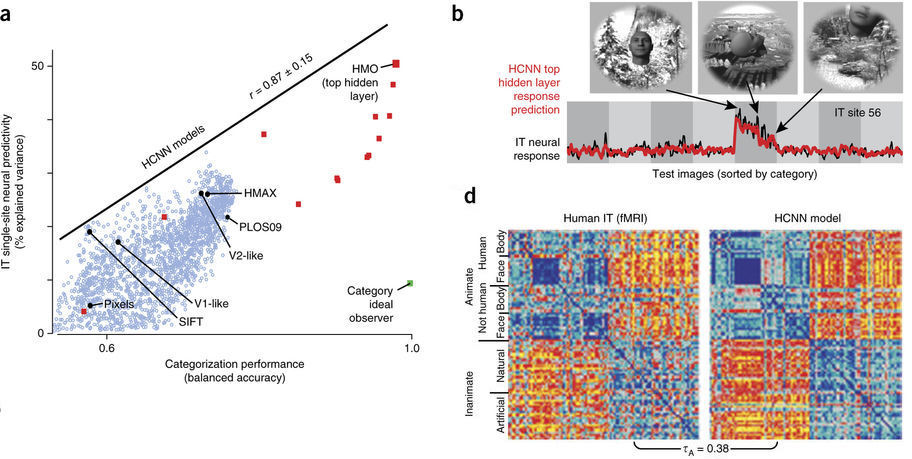 a
IT single-site neural predictivity
(% explained variance)
50
0
0.6
1.0
Categorization performance
(balanced accuracy)
r = 0.87 ± 0.15
HCNN models
HMO
(top hidden
layer)
HMAX
PLOS09
V2-like
V1-like
SIFT
Pixels
Category
ideal
observer
b
HCNN top
hidden layer
response
prediction
IT neural
response
IT site 56
Test images (sorted by category)
d
Human IT (fMRI)
HCNN model
Animate
Human
Body
Face
Not human
Body
Face
Inanimate
Natural
Artificial
τA = 0.38